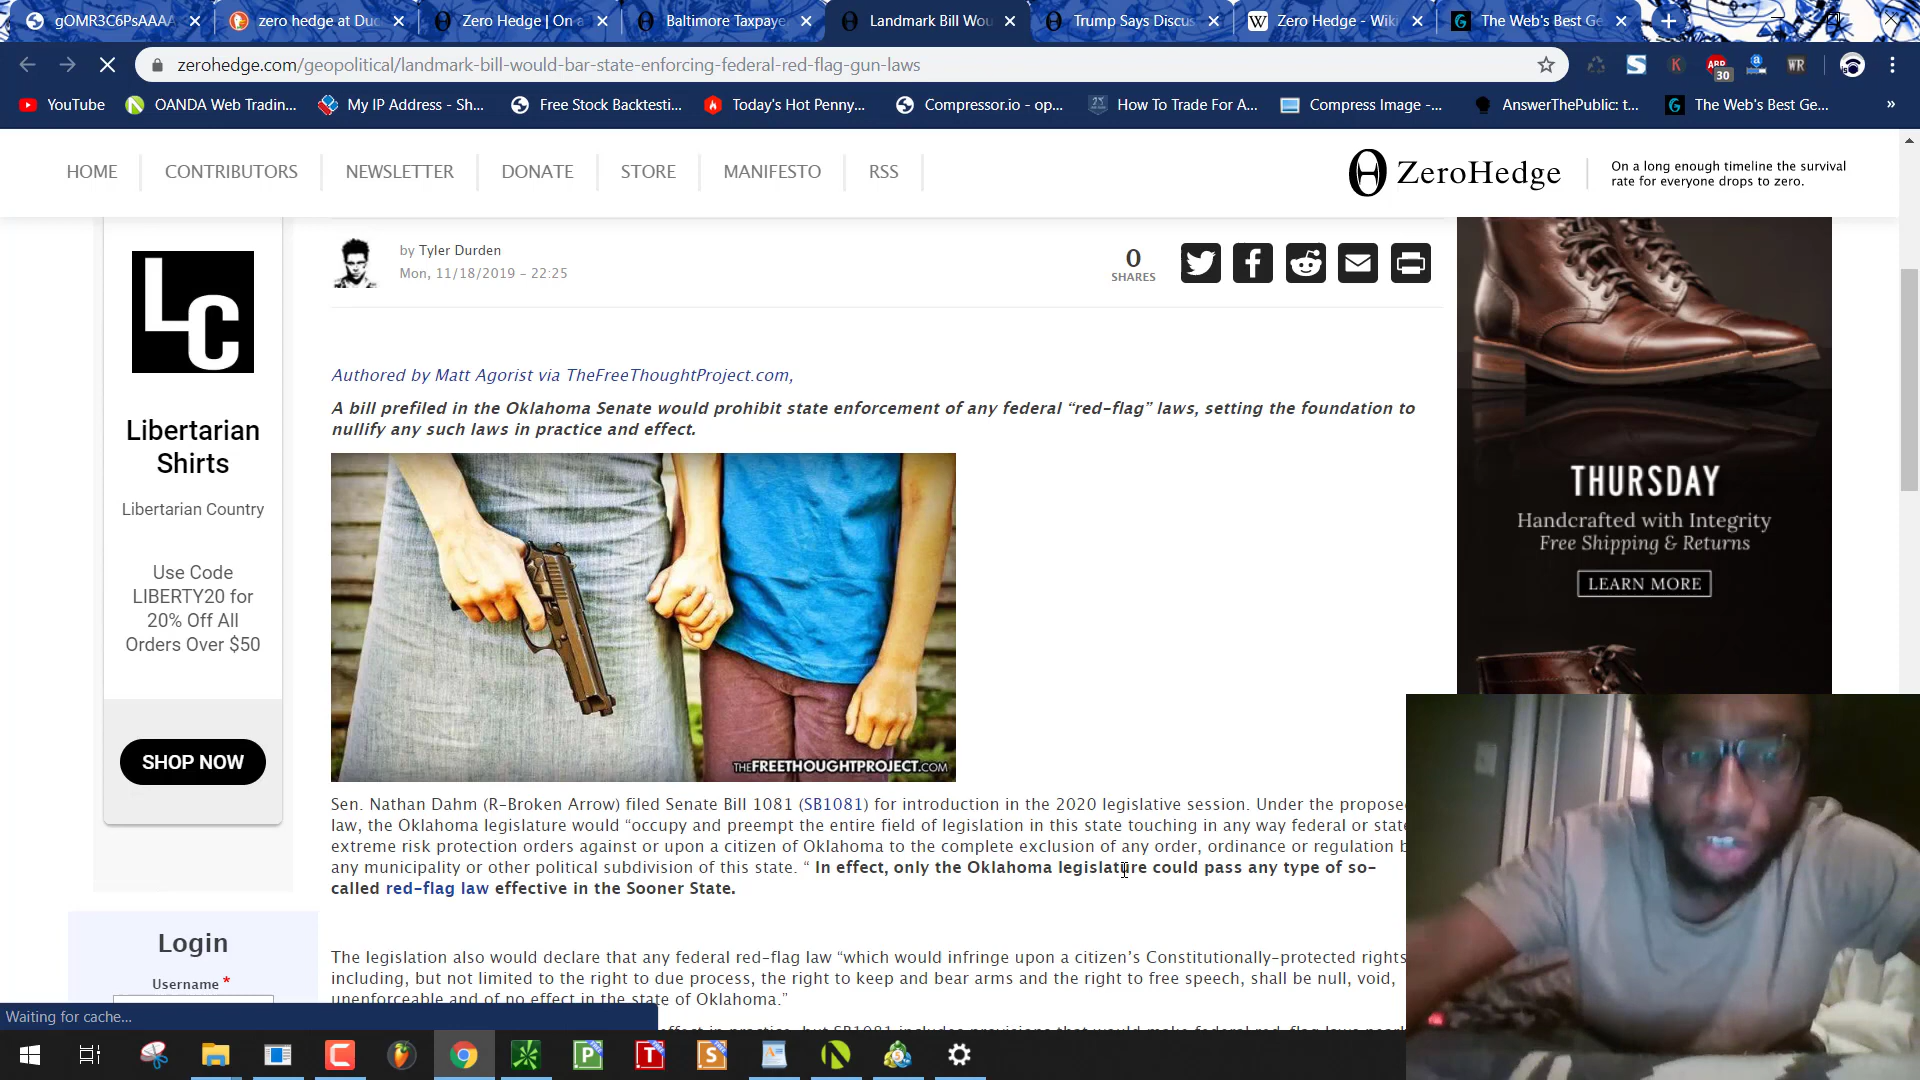 gOMR3C6PsAAAA
zero hedge at Duc
Zero Hedge | On a
Baltimore Taxpaye
Landmark Bill Wou
Trump Says Discus
Zero Hedge - Wiki
The Web's Best Ge
zerohedge.com/geopolitical/landmark-bill-would-bar-state-enforcing-federal-red-flag-gun-laws
ABP
30
WR
YouTube
OANDA Web Tradin...
My IP Address - Sh...
Free Stock Backtesti...
Today's Hot Penny...
Compressor.io - op...
How To Trade For A...
Compress Image -...
AnswerThePublic: t...
The Web's Best Ge...
»
HOME
CONTRIBUTORS
NEWSLETTER
DONATE
STORE
MANIFESTO
RSS
ZeroHedge
On a long enough timeline the survival
rate for everyone drops to zero.
LC
Libertarian
Shirts
Libertarian Country
Use Code
LIBERTY20 for
20% Off All
Orders Over $50
SHOP NOW
Login
Username *
by Tyler Durden
Mon, 11/18/2019 - 22:25
0
SHARES
Authored by Matt Agorist via TheFreeThoughtProject.com,
A bill prefiled in the Oklahoma Senate would prohibit state enforcement of any federal “red-flag” laws, setting the foundation to
nullify any such laws in practice and effect.
THEFREETHOUGHTPROJECT.COM
Sen. Nathan Dahm (R-Broken Arrow) filed Senate Bill 1081 (SB1081) for introduction in the 2020 legislative session. Under the propose
law, the Oklahoma legislature would “occupy and preempt the entire field of legislation in this state touching in any way federal or stat
extreme risk protection orders against or upon a citizen of Oklahoma to the complete exclusion of any order, ordinance or regulation b
any municipality or other political subdivision of this state. “ In effect, only the Oklahoma legislature could pass any type of so-
called red-flag law effective in the Sooner State.
The legislation also would declare that any federal red-flag law “which would infringe upon a citizen’s Constitutionally-protected rights
including, but not limited to the right to due process, the right to keep and bear arms and the right to free speech, shall be null, void,
unenforceable and of no effect in the state of Oklahoma.”
THURSDAY
Handcrafted with Integrity
Free Shipping & Returns
LEARN MORE
Waiting for cache...